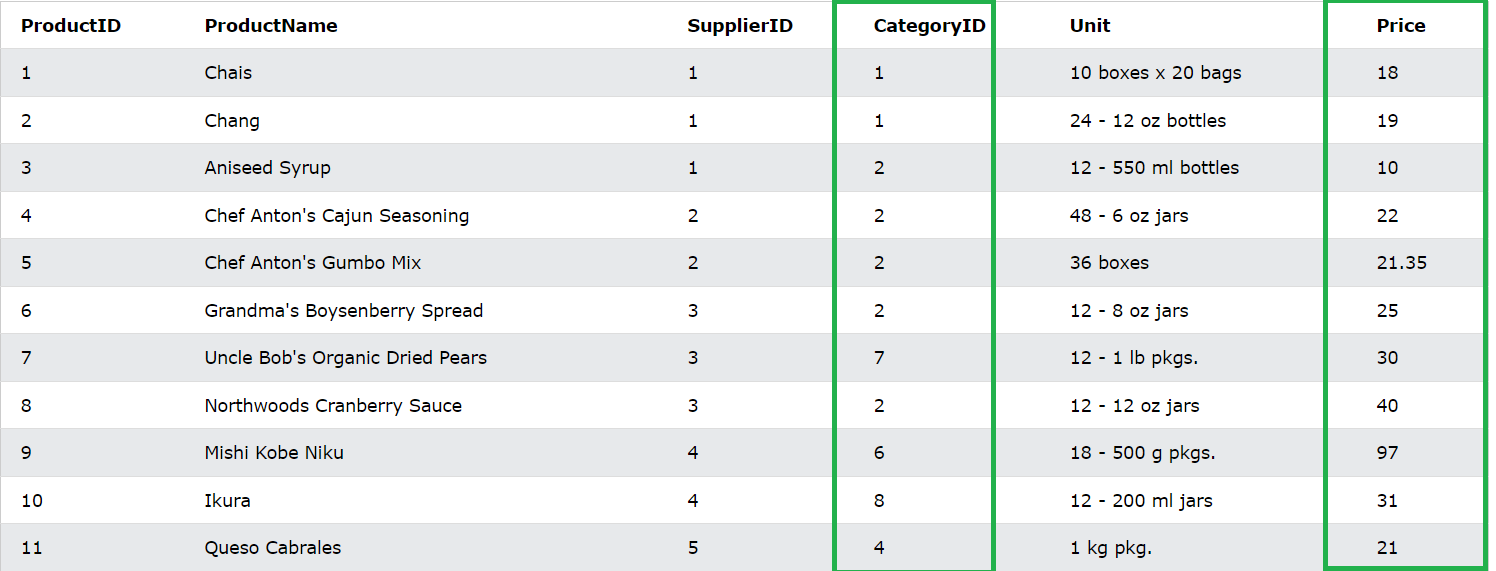 ProductID ProductName SupplierID CategoryID Unit Price
1 Chais 1 1 10 boxes x 20 bags 18
2 Chang 1 1 24 - 12 oz bottles 19
3 Aniseed Syrup 1 2 12 - 550 ml bottles 10
4 Chef Anton's Cajun Seasoning 2 2 48 - 6 oz jars 22
5 Chef Anton's Gumbo Mix 2 2 36 boxes 21.35
6 Grandma's Boysenberry Spread 3 2 12 - 8 oz jars 25
7 Uncle Bob's Organic Dried Pears 3 7 12 - 1 lb pkgs. 30
8 Northwoods Cranberry Sauce 3 2 12 - 12 oz jars 40
9 Mishi Kobe Niku 4 6 18 - 500 g pkgs. 97
10 Ikura 4 8 12 - 200 ml jars 31
11 Queso Cabrales 5 4 1 kg pkg. 21